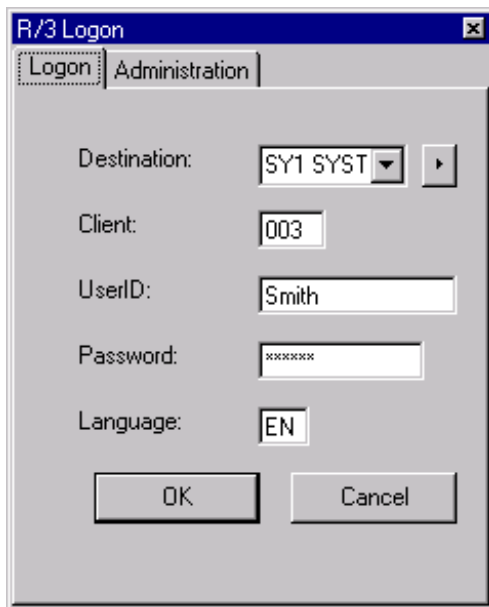 R/3 Logon
Logon Administration
Destination: SY1 SYST
Client: 003
UserID: Smith
Password: ******
Language: EN
OK Cancel